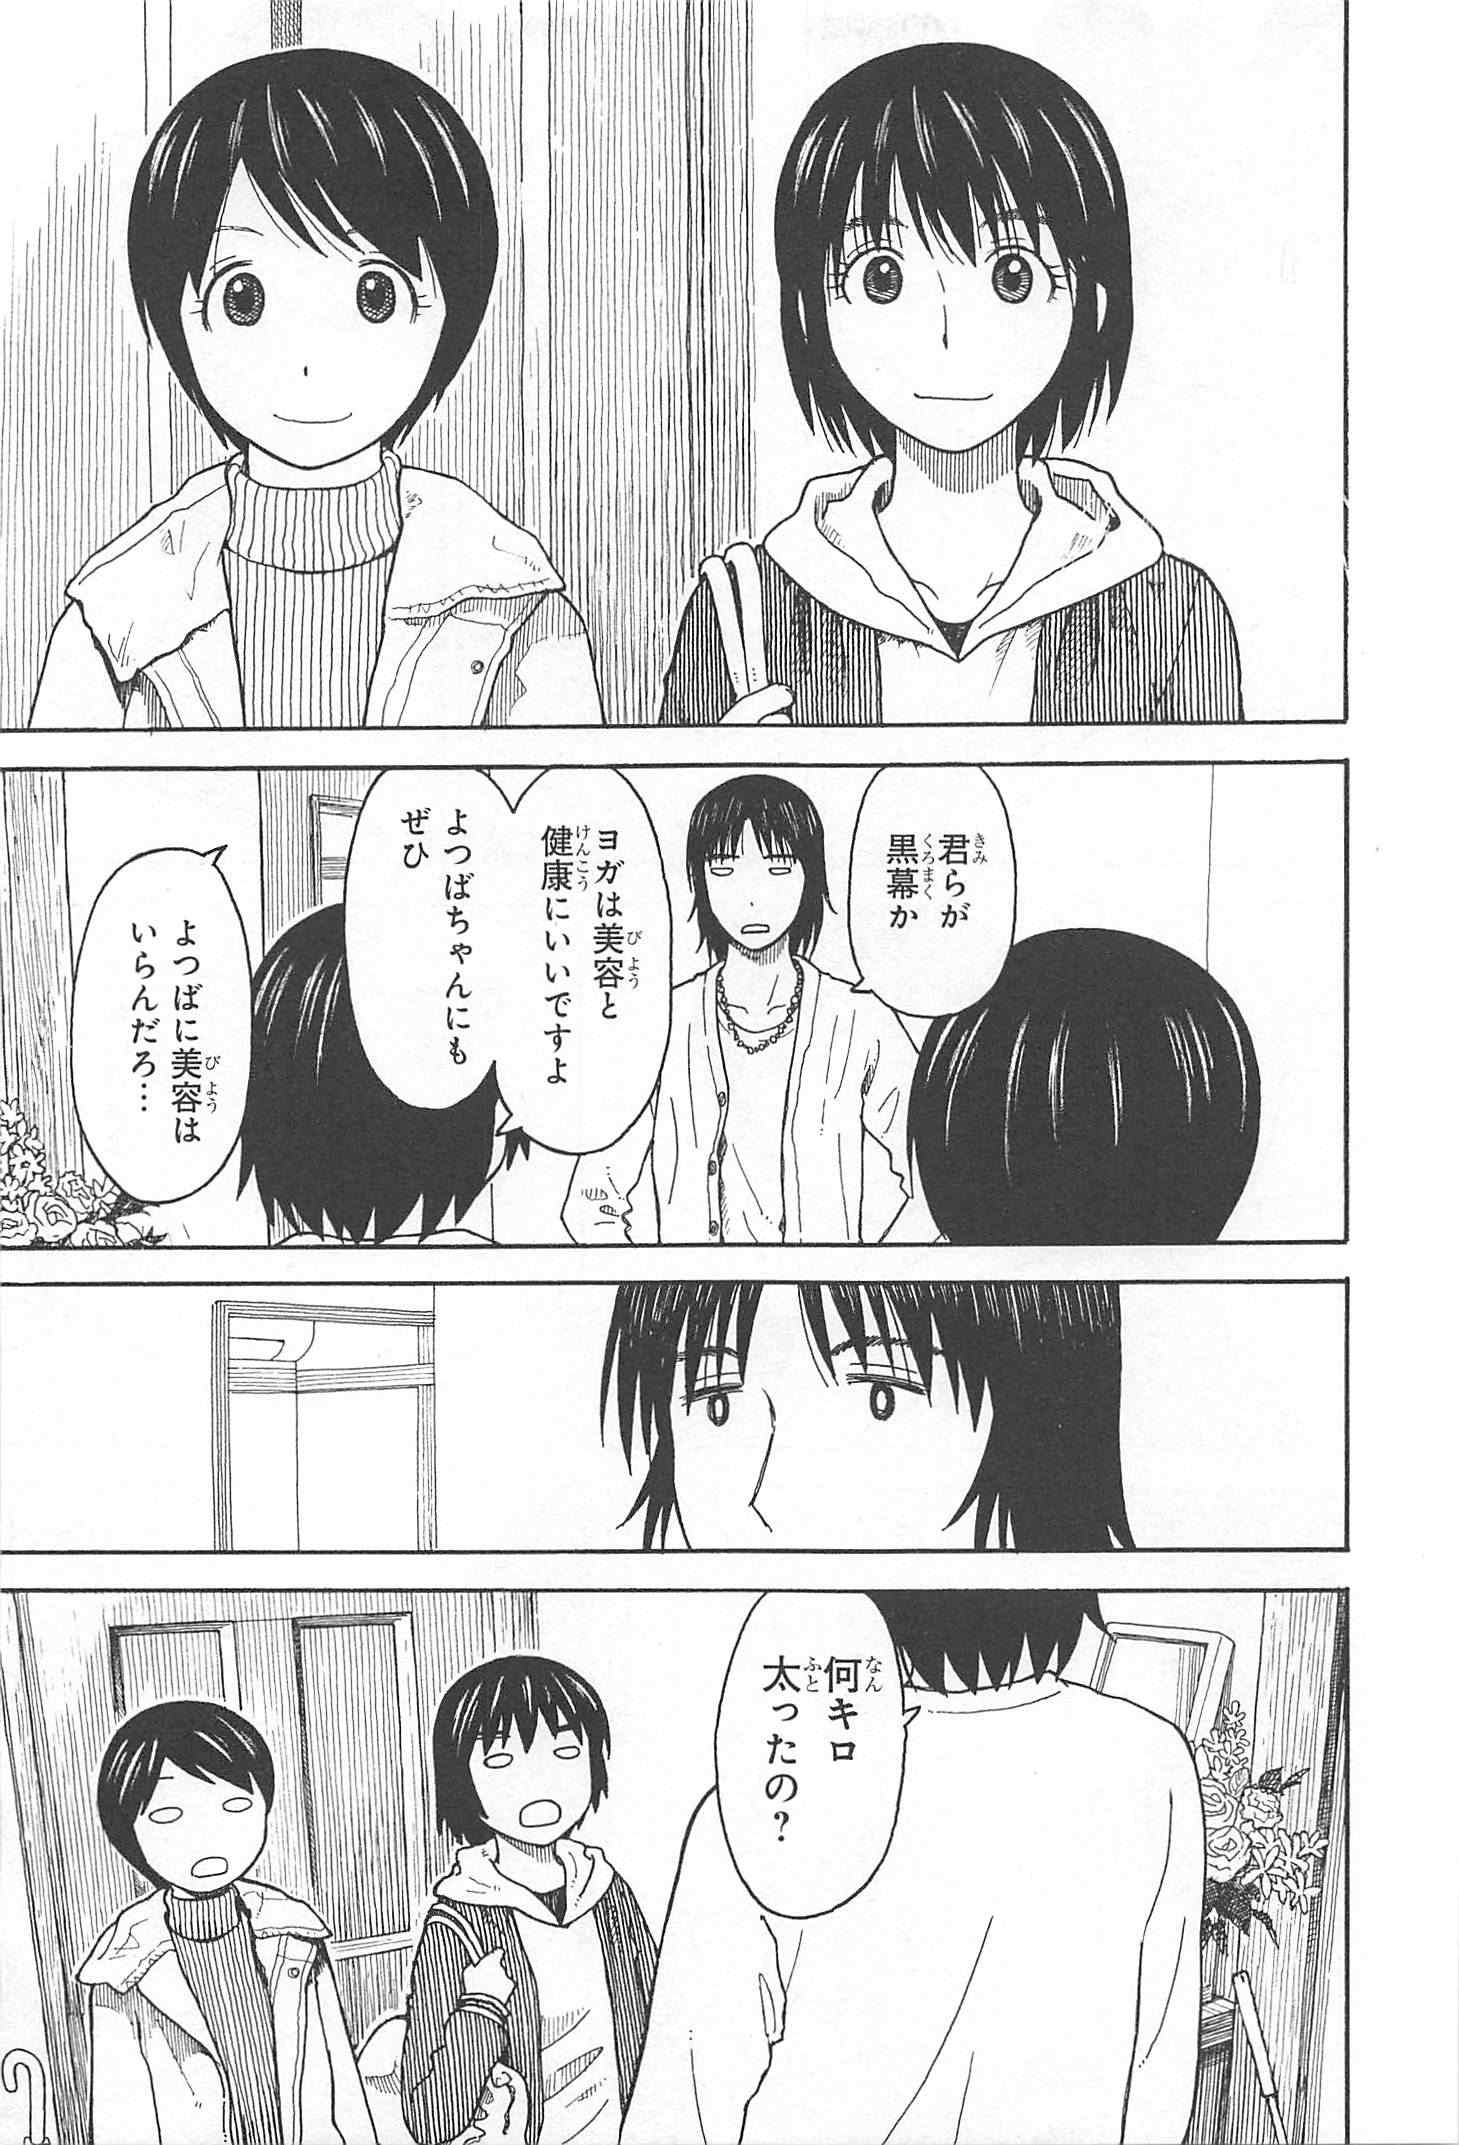 君らが
黒幕か
ヨガは美容と
健康にいいですよ
よつばちゃんにも
ぜひ
よつばに美容は
いらんだろ…
何キロ
太ったの？